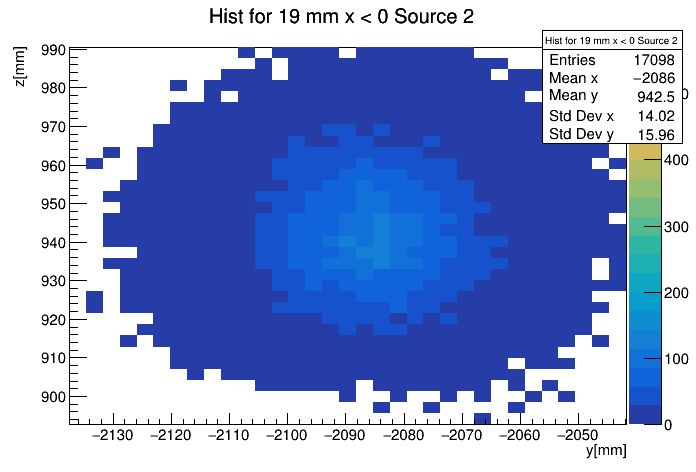 Hist for 19 mm x < 0 Source 2
Hist for 19 mm x < 0 Source 2
Entries 17098
Mean x −2086
Mean y 942.5
Std Dev x 14.02
Std Dev y 15.96
z[mm]
990
980
970
960
950
940
930
920
910
900
0
400
300
200
100
0
−2130 −2120 −2110 −2100 −2090 −2080 −2070 −2060 −2050
y[mm]